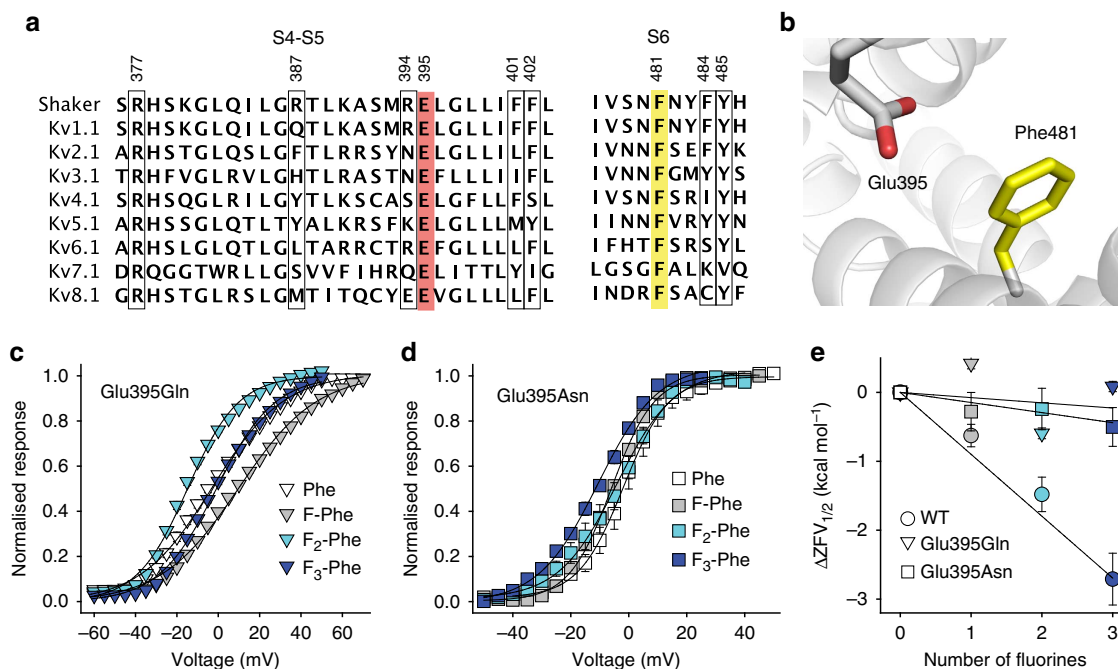 a
S4–S5
S6
377 387 394 395 401 402 481 484 485
Shaker SRHSKGLQILGRTLKASMRELGLLIFFL IVSNFNYFYH
Kv1.1 SRHSKGLQILGQTLKASMRELGLLIFFL IVSNFNYFYH
Kv2.1 ARHSTGLQSLGFTLRRSYNELGLLILFL IVNNFSEFYK
Kv3.1 TRHFVGLRVLGHTLRASTNEFLLLIIFL IVNNFGMYYS
Kv4.1 SRHSQGLRILGYTLKSCASELGFLLFSL IVSNFSRIYH
Kv5.1 ARHSSGLQTLTYALKRSFKELGLLLMYL IINNFVRYYN
Kv6.1 ARHSLGLQTLGLTARRCTREFGLLLLFL IFHTFSRSYL
Kv7.1 DRQGGTWRLLGSVVFIHRQELITTLYIG LGSGFALKVQ
Kv8.1 GRHSTGLRSLGMTITQCYEEVGLLLLFL INDRFSACYF
b
Glu395
Phe481
c
Glu395Gln
Normalised response
1.0
0.8
0.6
0.4
0.2
0.0
Phe
F-Phe
F2-Phe
F3-Phe
−60 −40 −20 0 20 40 60
Voltage (mV)
d
Glu395Asn
Normalised response
1.0
0.8
0.6
0.4
0.2
0.0
Phe
F-Phe
F2-Phe
F3-Phe
−40 −20 0 20 40
Voltage (mV)
e
ΔZFV1/2 (kcal mol−1)
0
−1
−2
−3
WT
Glu395Gln
Glu395Asn
0 1 2 3
Number of fluorines